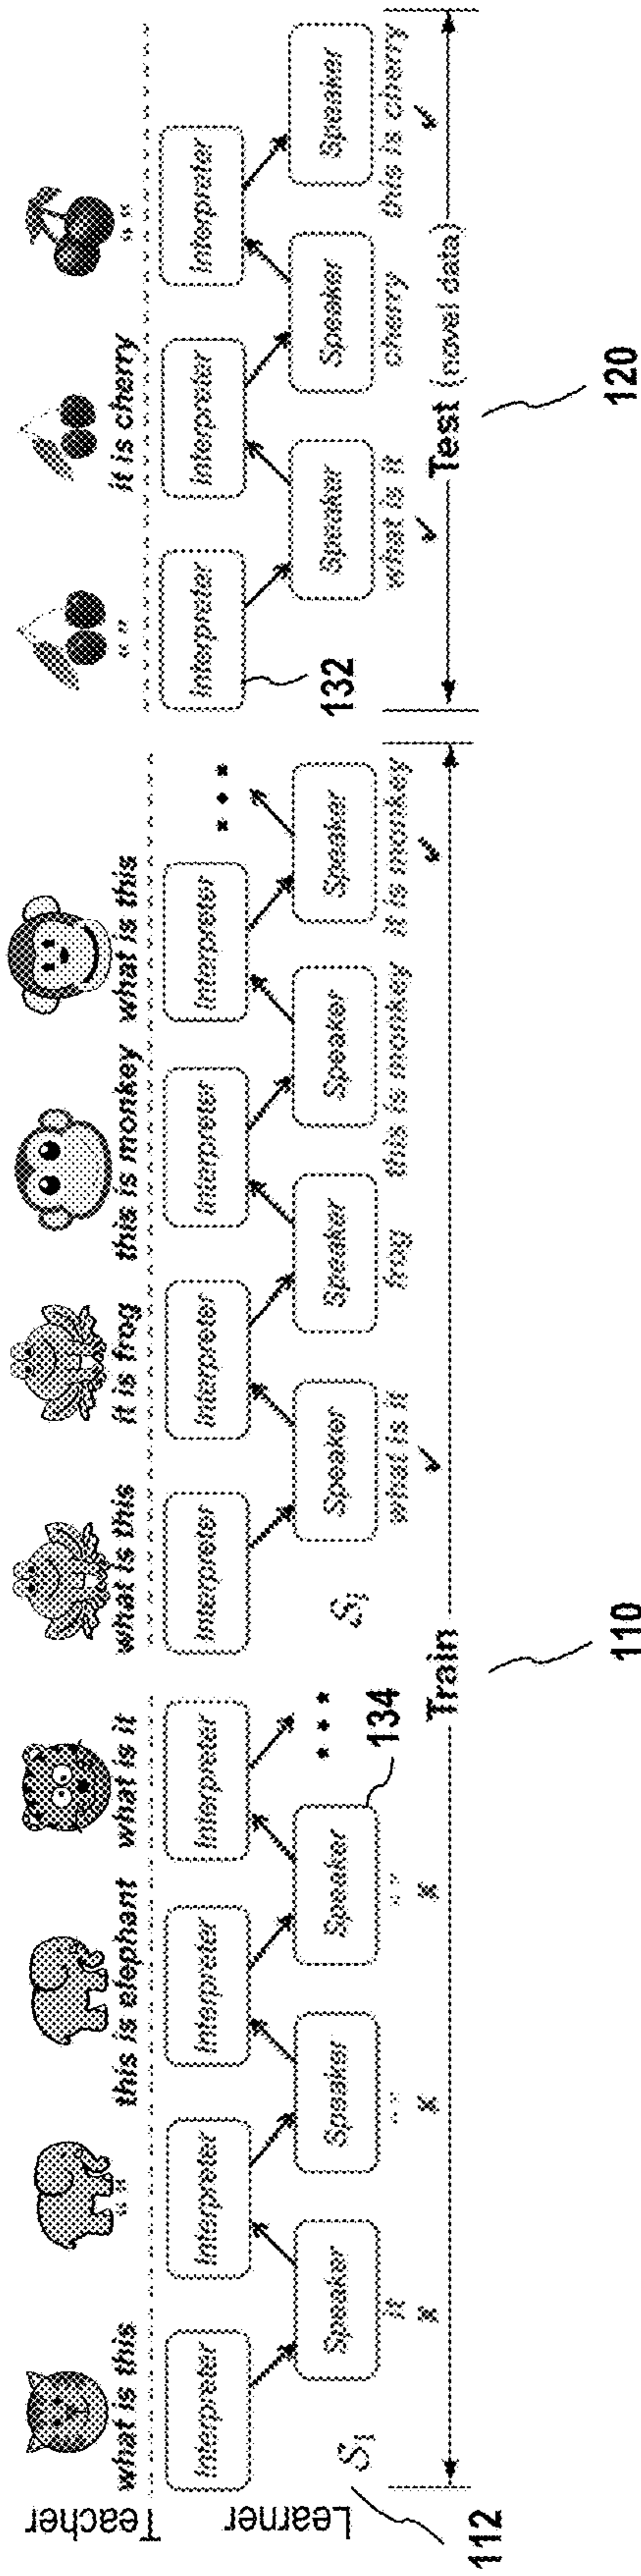 Teacher
what is this
" "
this is elephant
what is it
what is this
it is frog
this is monkey
what is this
" "
it is cherry
" "
Learner
Interpreter
Interpreter
Interpreter
Interpreter
Interpreter
Interpreter
Interpreter
Interpreter
Interpreter
Interpreter
Interpreter
132
Speaker
Speaker
Speaker
134
Speaker
Speaker
Speaker
Speaker
Speaker
Speaker
Speaker
it
" "
" "
what is it
frog
this is monkey
it is monkey
what is it
cherry
this is cherry
x
x
x
112
Train
Test (novel data)
110
120